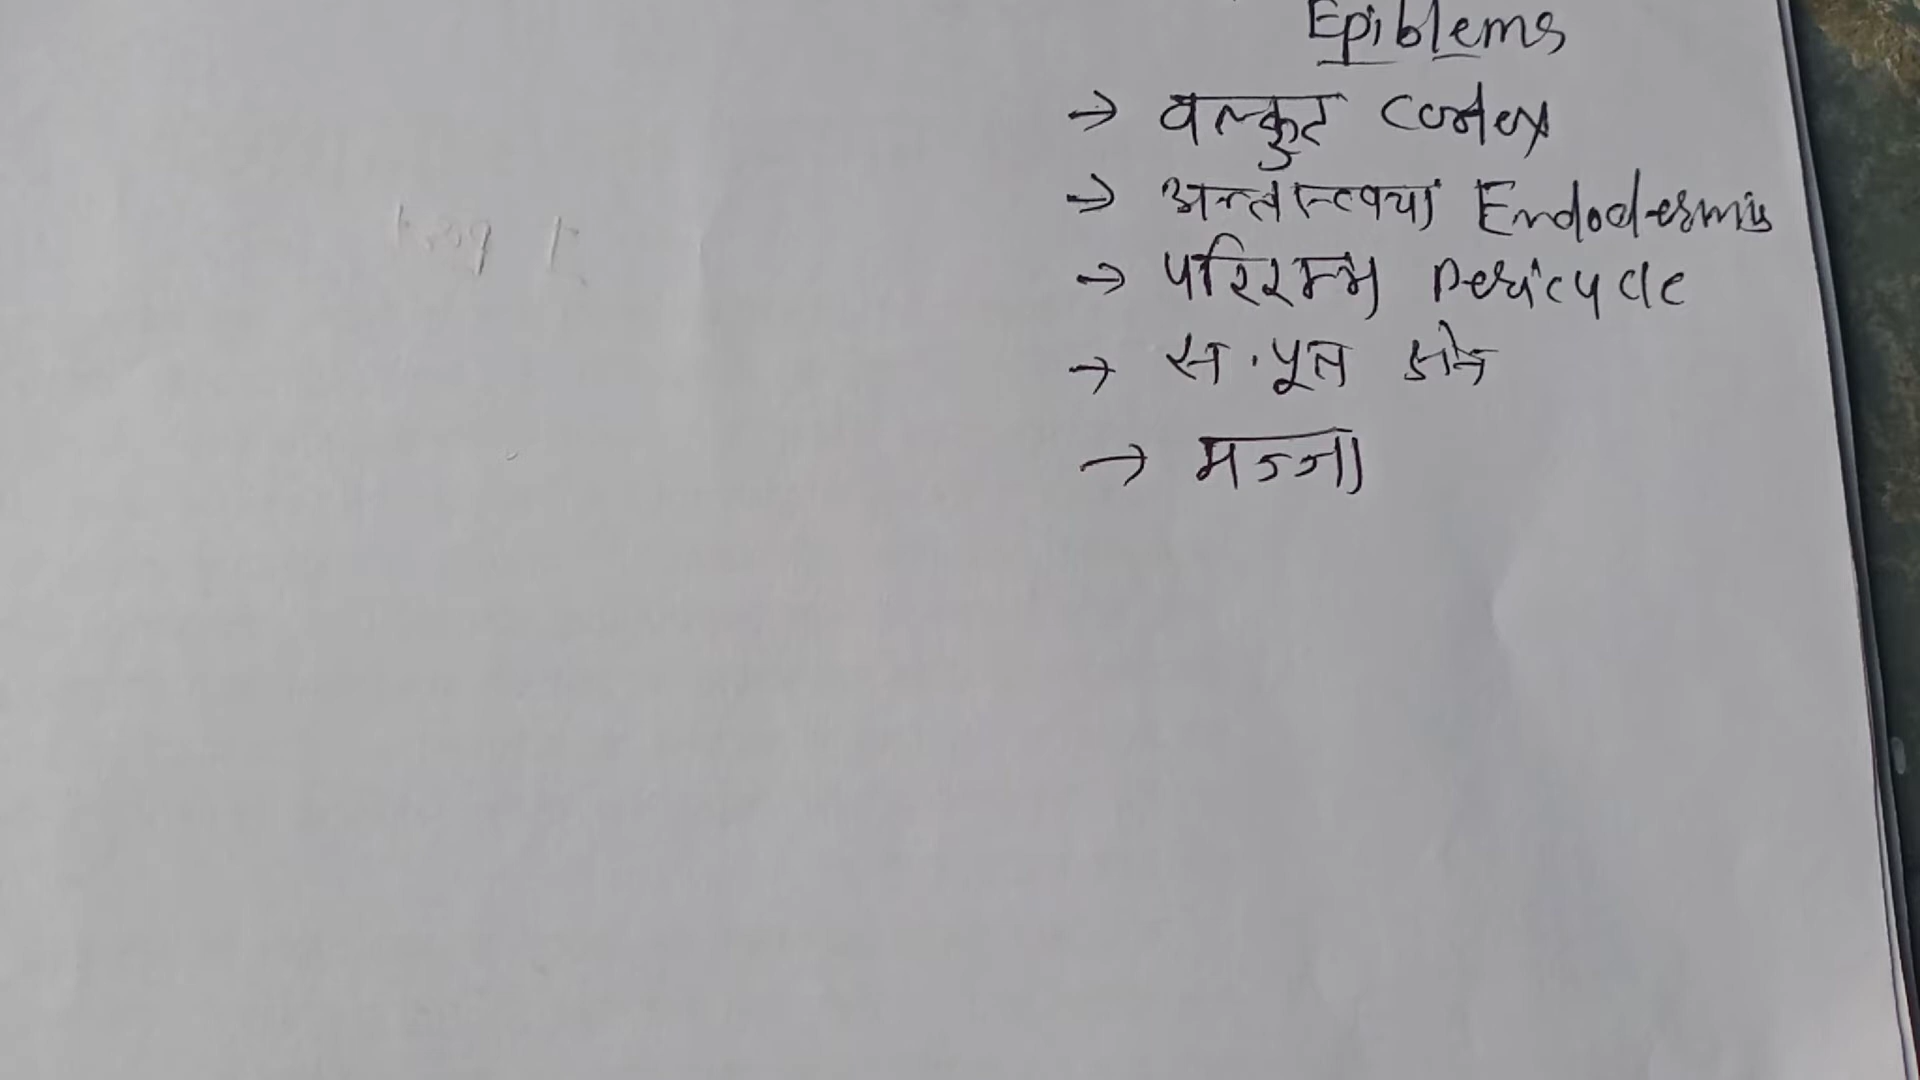 Epiblems
→ वल्कुट cortex
→ अन्तस्त्वचा Endodermis
→ परिरम्भ pericycle
→ स.पूल
→ मज्जा